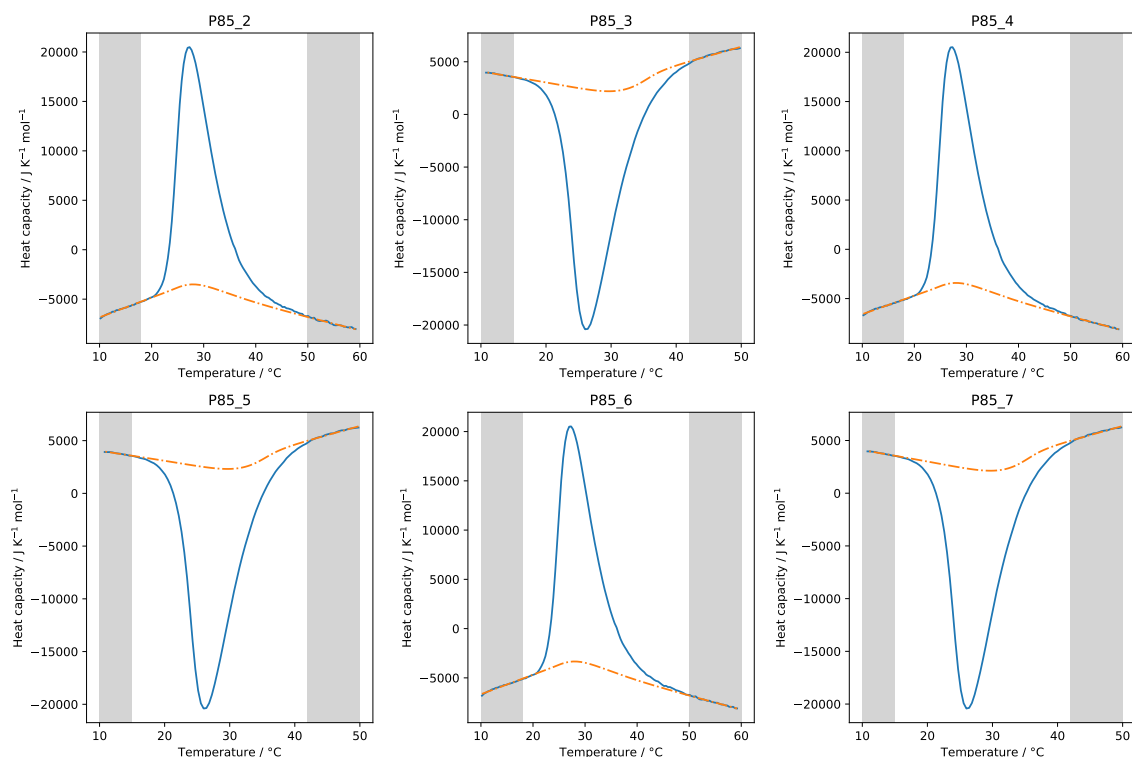 P85_2
Heat capacity / J K⁻¹ mol⁻¹
20000
15000
10000
5000
0
−5000
10 20 30 40 50 60
Temperature / °C
P85_3
Heat capacity / J K⁻¹ mol⁻¹
5000
0
−5000
−10000
−15000
−20000
10 20 30 40 50
Temperature / °C
P85_4
Heat capacity / J K⁻¹ mol⁻¹
20000
15000
10000
5000
0
−5000
10 20 30 40 50 60
Temperature / °C
P85_5
Heat capacity / J K⁻¹ mol⁻¹
5000
0
−5000
−10000
−15000
−20000
10 20 30 40 50
Temperature / °C
P85_6
Heat capacity / J K⁻¹ mol⁻¹
20000
15000
10000
5000
0
−5000
10 20 30 40 50 60
Temperature / °C
P85_7
Heat capacity / J K⁻¹ mol⁻¹
5000
0
−5000
−10000
−15000
−20000
10 20 30 40 50
Temperature / °C